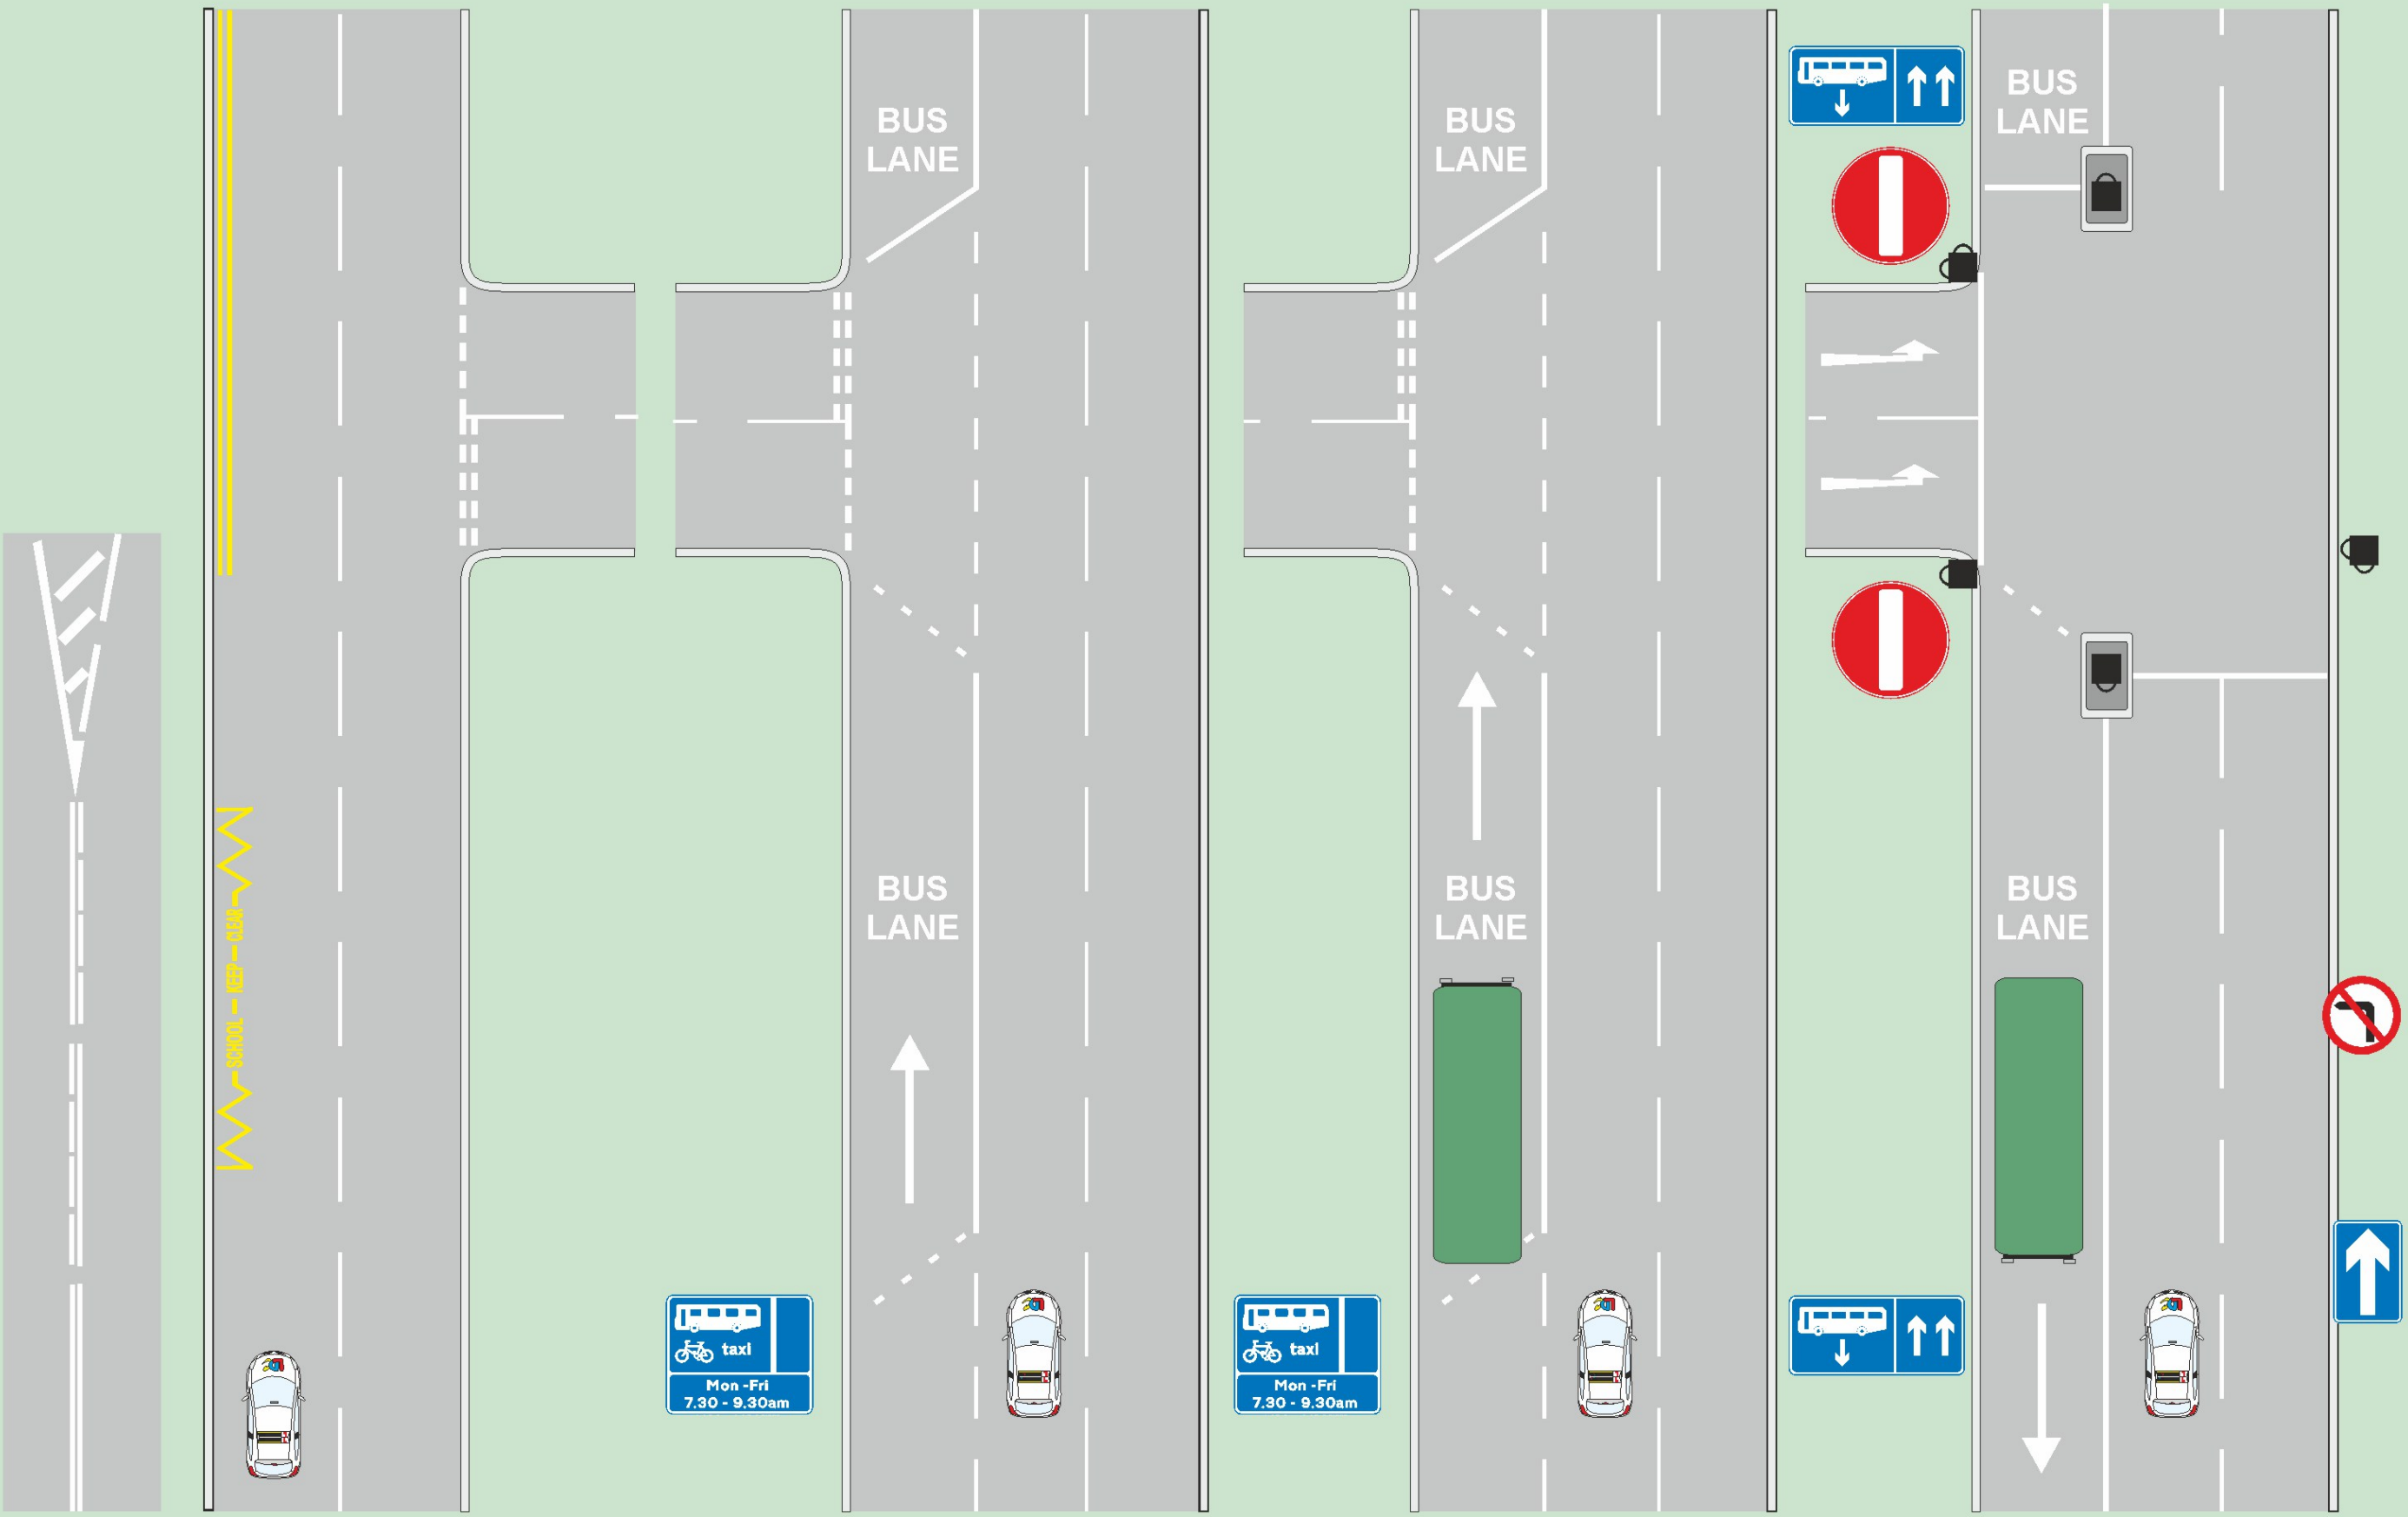 BUS
LANE
BUS
LANE
BUS
LANE
SCHOOL KEEP CLEAR
BUS
LANE
BUS
LANE
BUS
LANE
taxi
Mon -Fri
7.30 - 9.30am
taxi
Mon -Fri
7.30 - 9.30am